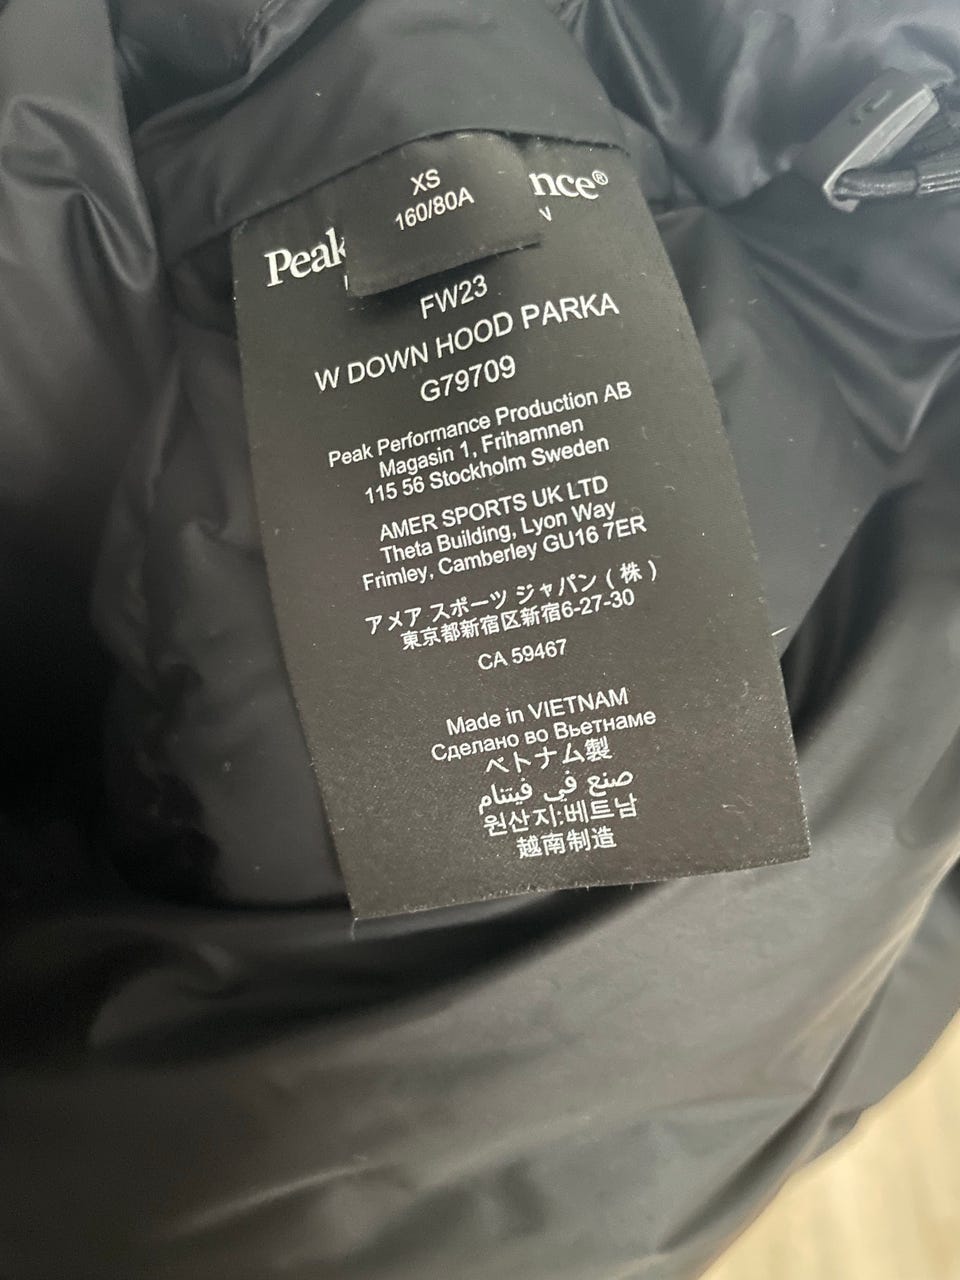 XS
160/80A
Peak
nce®
FW23
W DOWN HOOD PARKA
G79709
Peak Performance Production AB
Magasin 1, Frihamnen
115 56 Stockholm Sweden
AMER SPORTS UK LTD
Theta Building, Lyon Way
Frimley, Camberley GU16 7ER
アメア スポーツ ジャパン ( 株 )
東京都新宿区新宿6-27-30
CA 59467
Made in VIETNAM
Сделано во Вьетнаме
ベトナム製
صنع في فيتنام
원산지:베트남
越南制造